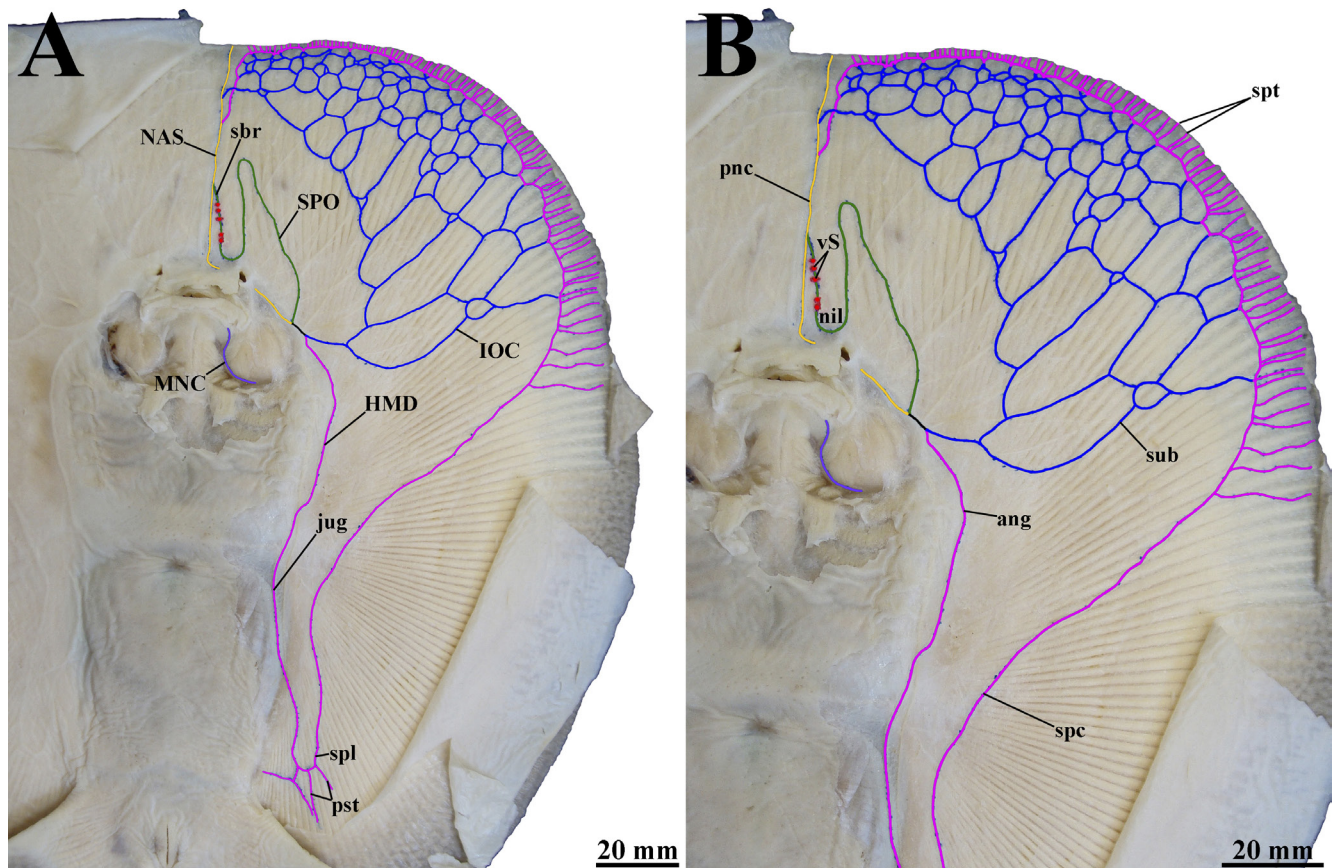 A
NAS
sbr
SPO
IOC
MNC
HMD
jug
spl
pst
20 mm
B
spt
pnc
vS
nil
sub
ang
spc
20 mm